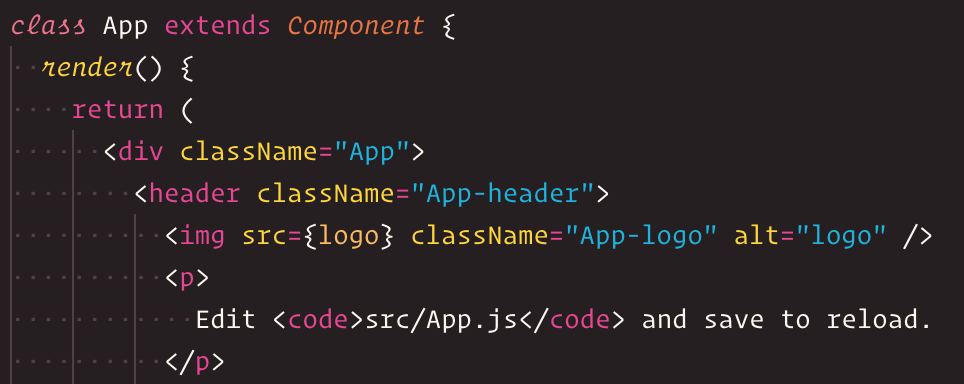 class App extends Component {
  render() {
    return (
      <div className="App">
        <header className="App-header">
          <img src={logo} className="App-logo" alt="logo" />
          <p>
            Edit <code>src/App.js</code> and save to reload.
          </p>